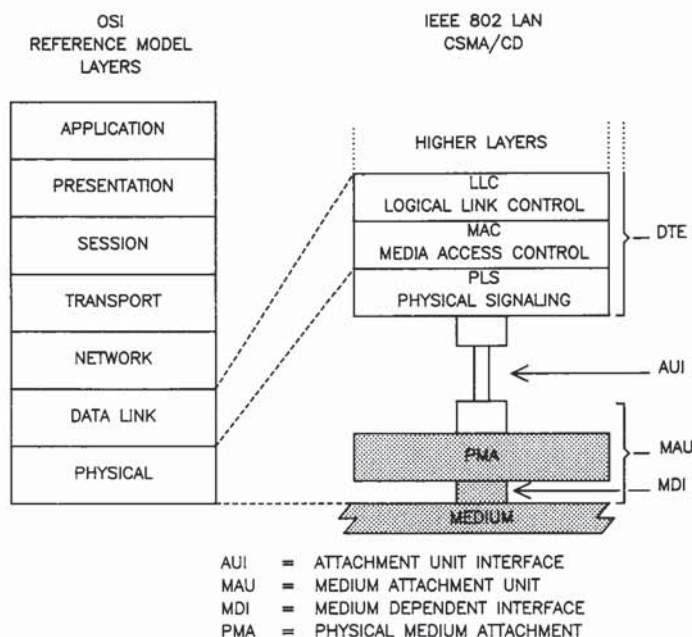 OSI
REFERENCE MODEL
LAYERS
APPLICATION
PRESENTATION
SESSION
TRANSPORT
NETWORK
DATA LINK
PHYSICAL
IEEE 802 LAN
CSMA/CD
HIGHER LAYERS
LLC
LOGICAL LINK CONTROL
MAC
MEDIA ACCESS CONTROL
PLS
PHYSICAL SIGNALING
DTE
AUI
PMA
MAU
MDI
MEDIUM
AUI = ATTACHMENT UNIT INTERFACE
MAU = MEDIUM ATTACHMENT UNIT
MDI = MEDIUM DEPENDENT INTERFACE
PMA = PHYSICAL MEDIUM ATTACHMENT